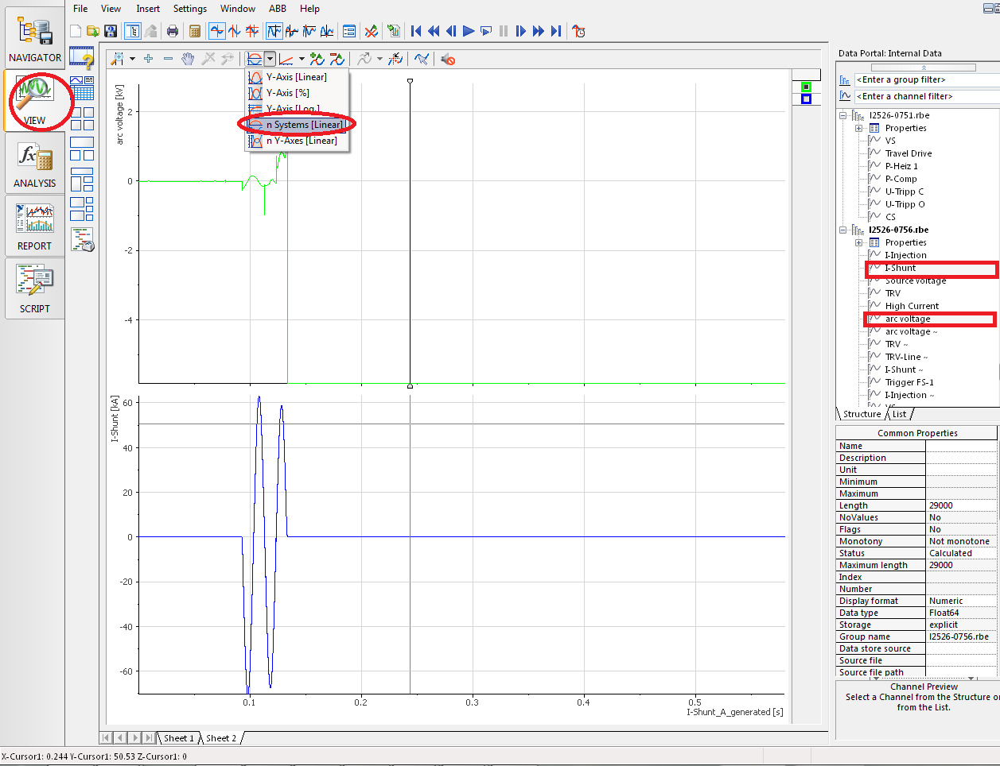 File View Insert Settings Window ABB Help
NAVIGATOR
VIEW
ANALYSIS
REPORT
SCRIPT
Y-Axis [Linear]
Y-Axis [%]
Y-Axis [Log.]
n Systems [Linear]
n Y-Axes [Linear]
arc voltage [kV]
2
0
-2
-4
I-Shunt [kA]
60
40
20
0
-20
-40
-60
0.1 0.2 0.3 0.4 0.5
I-Shunt_A_generated [s]
Sheet 1 Sheet 2
X-Cursor1: 0.244 Y-Cursor1: 50.53 Z-Cursor1: 0
Data Portal: Internal Data
<Enter a group filter>
<Enter a channel filter>
I2526-0751.rbe
Properties
VS
Travel Drive
P-Heiz 1
P-Comp
U-Tripp C
U-Tripp O
CS
I2526-0756.rbe
Properties
I-Injection
I-Shunt
Source voltage
TRV
High Current
arc voltage
arc voltage ~
TRV ~
TRV-Line ~
I-Shunt ~
Trigger FS-1
I-Injection ~
VS
Structure List
Common Properties
Name
Description
Unit
Minimum
Maximum
Length 29000
NoValues No
Flags No
Monotony Not monotone
Status Calculated
Maximum length 29000
Index
Number
Display format Numeric
Data type Float64
Storage explicit
Group name I2526-0756.rbe
Data store source
Source file
Source file path
Channel Preview
Select a Channel from the Structure or
from the List.